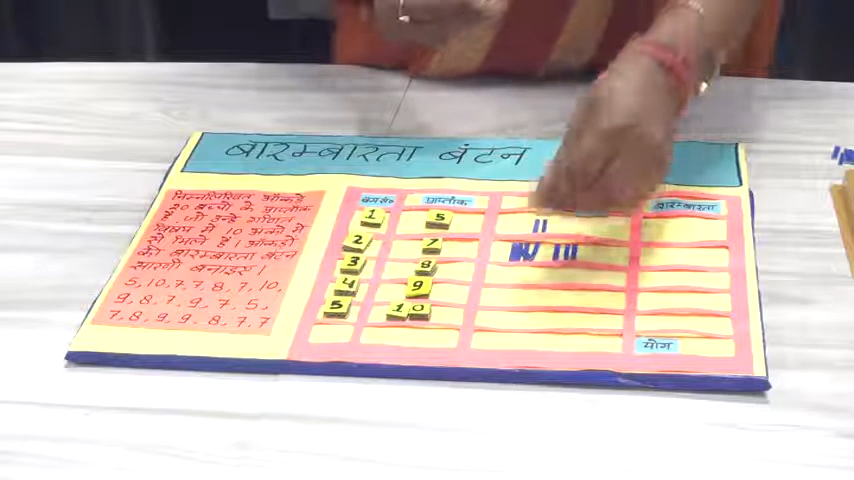 बारम्बारता बंटन
निम्नलिखित आँकड़े
20 बच्चों के प्राप्तांक
हैं. जो उन्हें गणित
विषय में 10 अंकों में
से मिले हैं। आँकड़ों
की बारम्बारता बंटन
सारणी बनाइए।
5,10,7,7,8,7,10,
9,8,7,9,7,5,
7,8,9,9,8,7,7
प्राप्तांक
बारम्बारता
1 5
2 7
3 8
4 9
5 10
योग